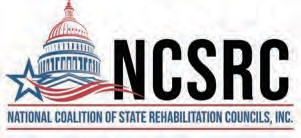 NCSRC
NATIONAL COALITION OF STATE REHABILITATION COUNCILS, INC.